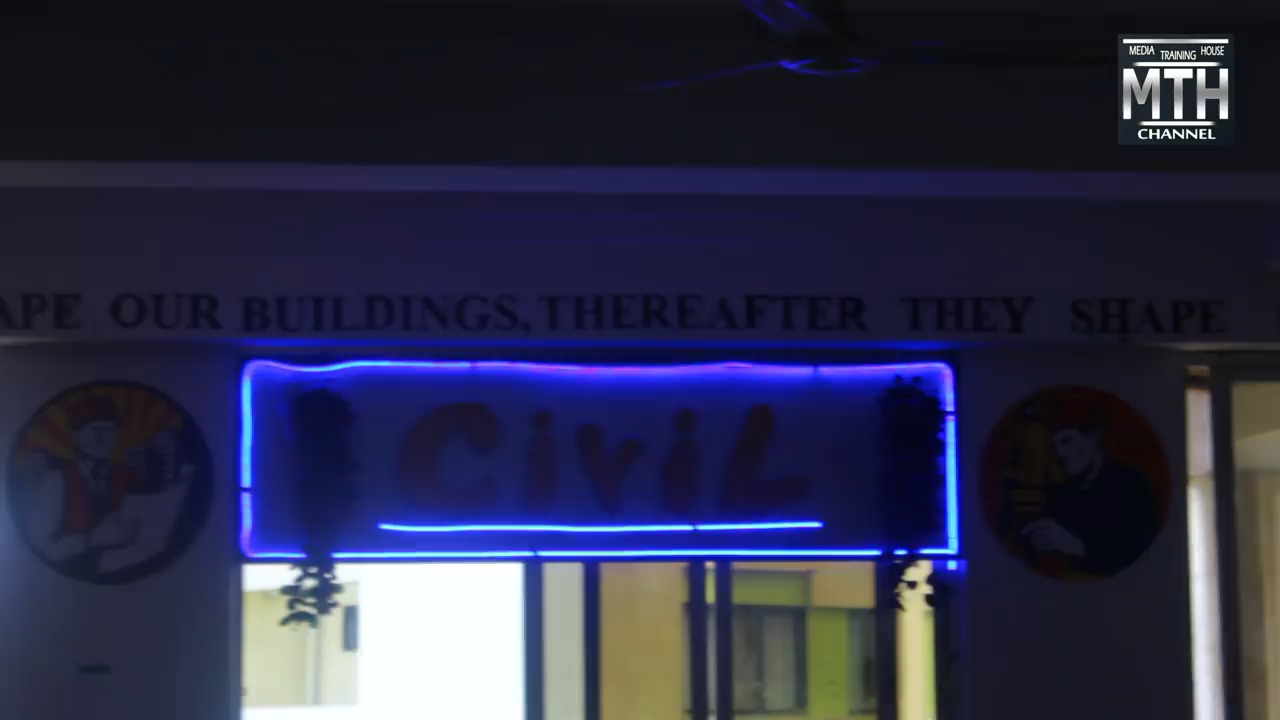 MEDIA TRAINING HOUSE
MTH
CHANNEL
APE OUR BUILDINGS, THEREAFTER THEY SHAPE
CiviL